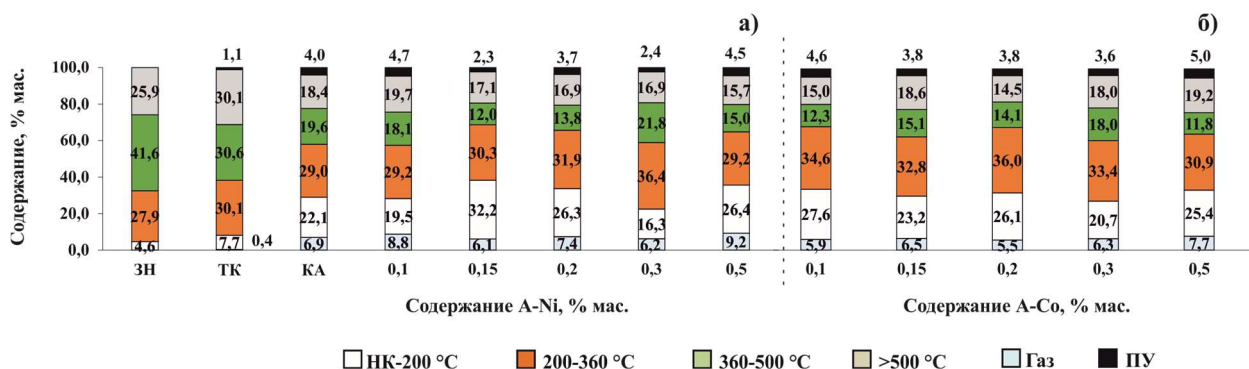 а) б)
1,1 4,0 4,7 2,3 3,7 2,4 4,5 4,6 3,8 3,8 3,6 5,0
100,0
25,9 30,1 18,4 19,7 17,1 16,9 16,9 15,7 15,0 18,6 14,5 18,0 19,2
80,0
41,6 30,6 19,6 18,1 12,0 13,8 21,8 15,0 12,3 15,1 14,1 18,0 11,8
60,0
27,9 30,1 29,0 29,2 30,3 31,9 36,4 29,2 34,6 32,8 36,0 33,4 30,9
40,0
4,6 7,7 22,1 19,5 32,2 26,3 16,3 26,4 27,6 23,2 26,1 20,7 25,4
20,0
0,4 6,9 8,8 6,1 7,4 6,2 9,2 5,9 6,5 5,5 6,3 7,7
0,0
Содержание, % мас.
ЗН ТК КА 0,1 0,15 0,2 0,3 0,5 0,1 0,15 0,2 0,3 0,5
Содержание А-Ni, % мас. Содержание А-Со, % мас.
НК-200 °С 200-360 °С 360-500 °С >500 °С Газ ПУ